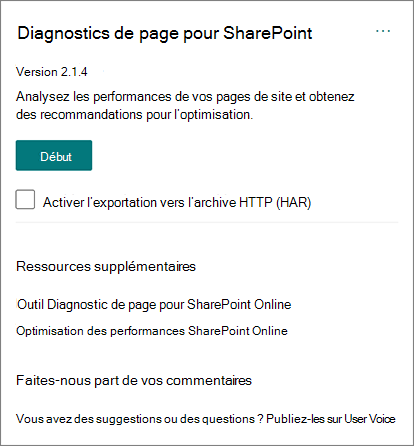 Diagnostics de page pour SharePoint
...
Version 2.1.4
Analysez les performances de vos pages de site et obtenez
des recommandations pour l'optimisation.
Début
Activer l'exportation vers l'archive HTTP (HAR)
Ressources supplémentaires
Outil Diagnostic de page pour SharePoint Online
Optimisation des performances SharePoint Online
Faites-nous part de vos commentaires
Vous avez des suggestions ou des questions ? Publiez-les sur User Voice